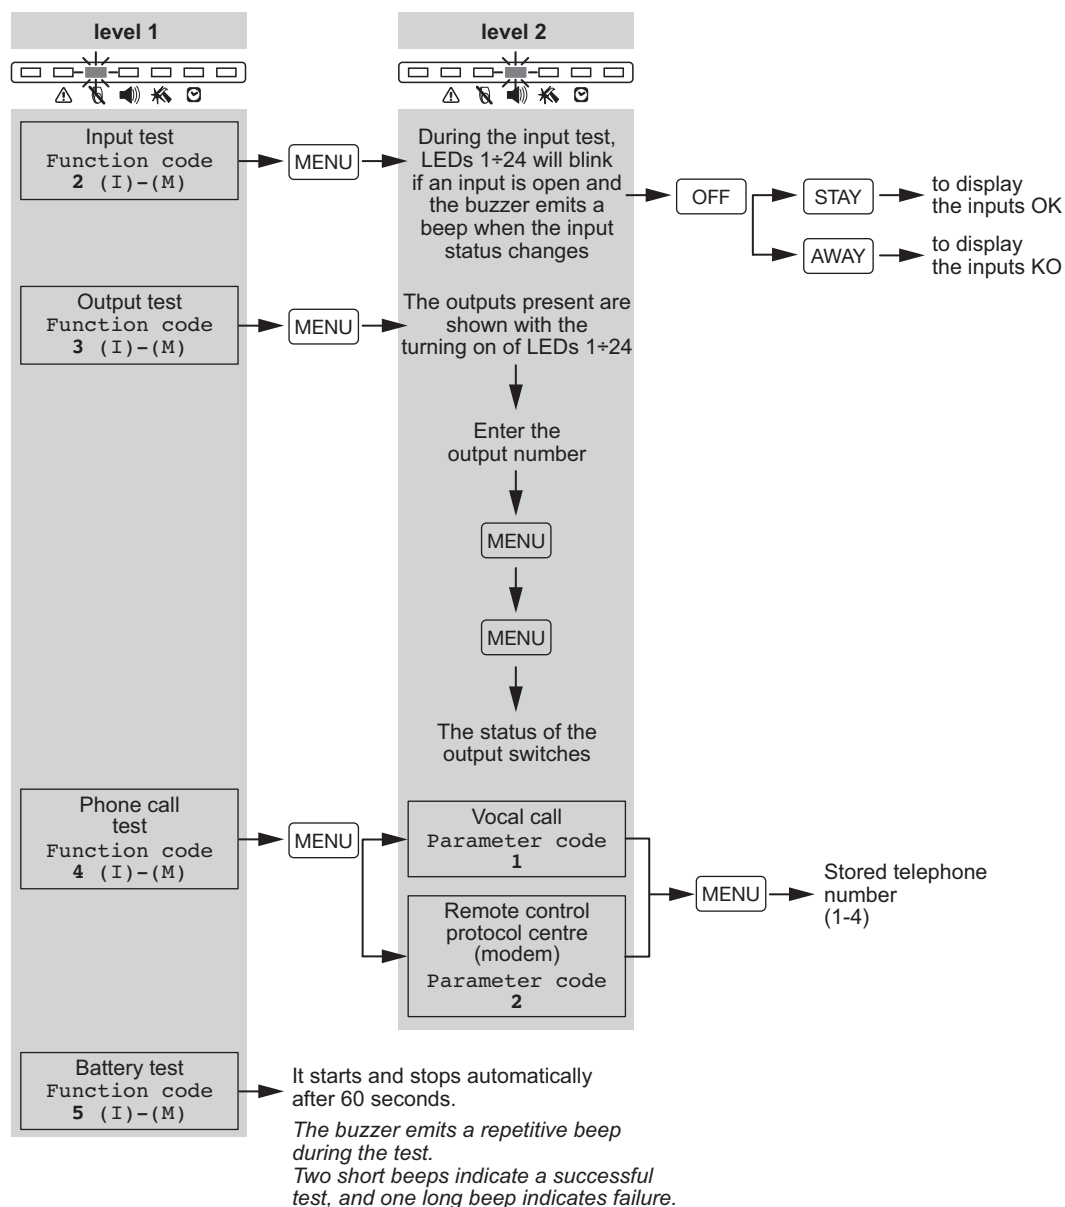 level 1
level 2
Input test
Function code
2 (I)-(M)
MENU
During the input test,
LEDs 1÷24 will blink
if an input is open and
the buzzer emits a
beep when the input
status changes
OFF
STAY
to display
the inputs OK
AWAY
to display
the inputs KO
Output test
Function code
3 (I)-(M)
MENU
The outputs present are
shown with the
turning on of LEDs 1÷24
Enter the
output number
MENU
MENU
The status of the
output switches
Phone call
test
Function code
4 (I)-(M)
MENU
Vocal call
Parameter code
1
Remote control
protocol centre
(modem)
Parameter code
2
MENU
Stored telephone
number
(1-4)
Battery test
Function code
5 (I)-(M)
It starts and stops automatically
after 60 seconds.
The buzzer emits a repetitive beep
during the test.
Two short beeps indicate a successful
test, and one long beep indicates failure.